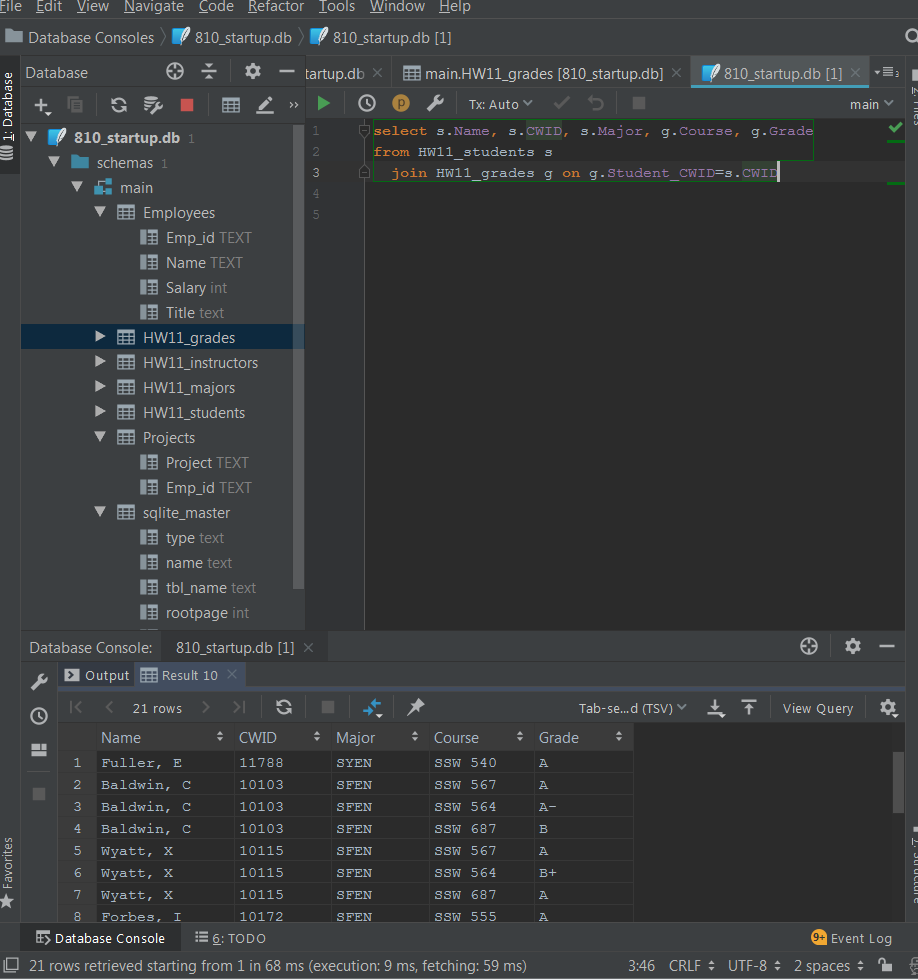 File Edit View Navigate Code Refactor Tools Window Help
Database Consoles 810_startup.db 810_startup.db [1]
1: Database
Database
tartup.db main.HW11_grades [810_startup.db] 810_startup.db [1]
Tx: Auto main
810_startup.db 1
schemas 1
main
Employees
Emp_id TEXT
Name TEXT
Salary int
Title text
HW11_grades
HW11_instructors
HW11_majors
HW11_students
Projects
Project TEXT
Emp_id TEXT
sqlite_master
type text
name text
tbl_name text
rootpage int
1 select s.Name, s.CWID, s.Major, g.Course, g.Grade
2 from HW11_students s
3 join HW11_grades g on g.Student_CWID=s.CWID
4
5
Database Console: 810_startup.db [1]
Output Result 10
21 rows Tab-se...d (TSV) View Query
Name CWID Major Course Grade
1 Fuller, E 11788 SYEN SSW 540 A
2 Baldwin, C 10103 SFEN SSW 567 A
3 Baldwin, C 10103 SFEN SSW 564 A-
4 Baldwin, C 10103 SFEN SSW 687 B
5 Wyatt, X 10115 SFEN SSW 567 A
6 Wyatt, X 10115 SFEN SSW 564 B+
7 Wyatt, X 10115 SFEN SSW 687 A
8 Forbes, I 10172 SFEN SSW 555 A
Favorites
Database Console 6: TODO 9+ Event Log
21 rows retrieved starting from 1 in 68 ms (execution: 9 ms, fetching: 59 ms) 3:46 CRLF UTF-8 2 spaces